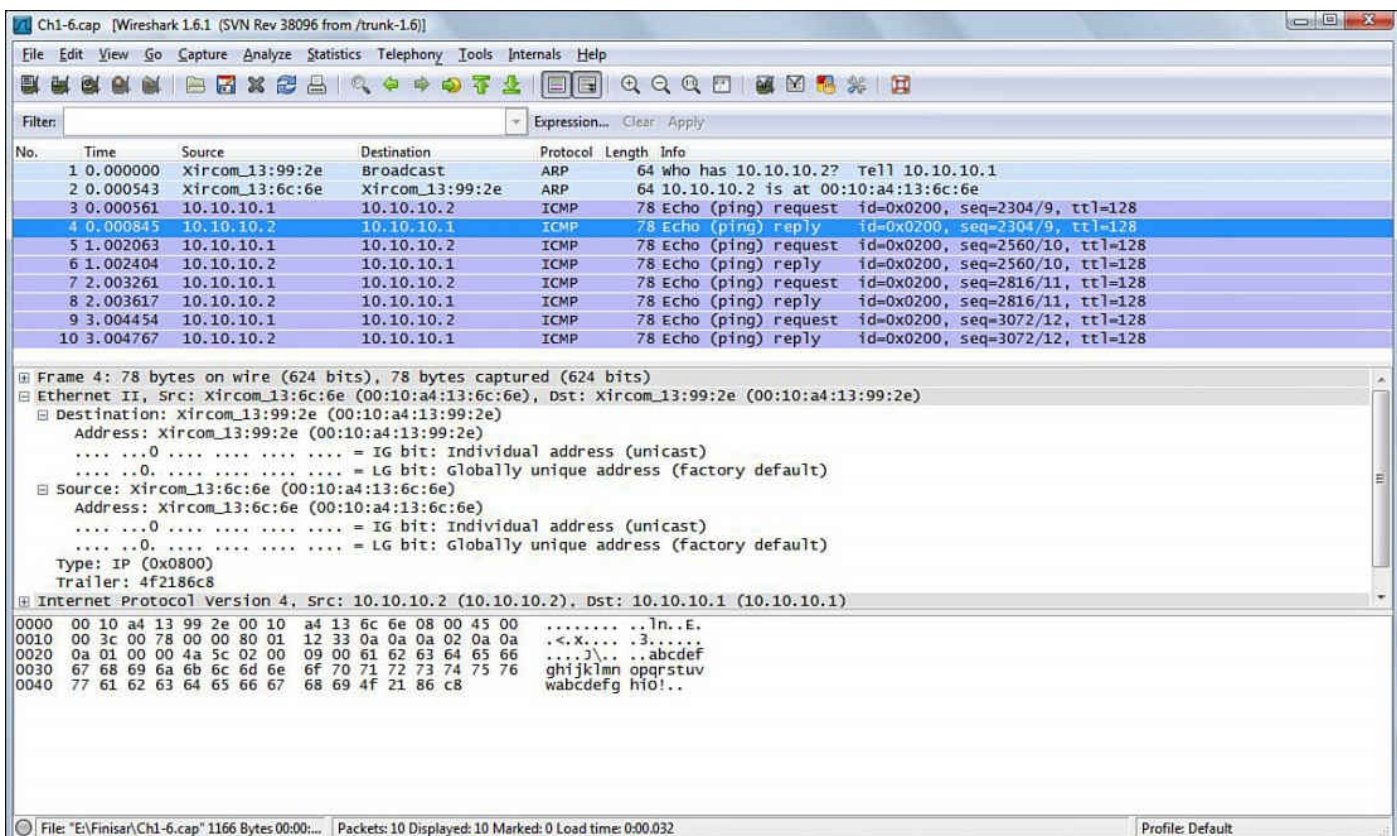 Ch1-6.cap [Wireshark 1.6.1 (SVN Rev 38096 from /trunk-1.6)]
File Edit View Go Capture Analyze Statistics Telephony Tools Internals Help
Filter: Expression... Clear Apply
No. Time Source Destination Protocol Length Info
1 0.000000 Xircom_13:99:2e Broadcast ARP 64 Who has 10.10.10.2? Tell 10.10.10.1
2 0.000543 Xircom_13:6c:6e Xircom_13:99:2e ARP 64 10.10.10.2 is at 00:10:a4:13:6c:6e
3 0.000561 10.10.10.1 10.10.10.2 ICMP 78 Echo (ping) request id=0x0200, seq=2304/9, ttl=128
4 0.000845 10.10.10.2 10.10.10.1 ICMP 78 Echo (ping) reply id=0x0200, seq=2304/9, ttl=128
5 1.002063 10.10.10.1 10.10.10.2 ICMP 78 Echo (ping) request id=0x0200, seq=2560/10, ttl=128
6 1.002404 10.10.10.2 10.10.10.1 ICMP 78 Echo (ping) reply id=0x0200, seq=2560/10, ttl=128
7 2.003261 10.10.10.1 10.10.10.2 ICMP 78 Echo (ping) request id=0x0200, seq=2816/11, ttl=128
8 2.003617 10.10.10.2 10.10.10.1 ICMP 78 Echo (ping) reply id=0x0200, seq=2816/11, ttl=128
9 3.004454 10.10.10.1 10.10.10.2 ICMP 78 Echo (ping) request id=0x0200, seq=3072/12, ttl=128
10 3.004767 10.10.10.2 10.10.10.1 ICMP 78 Echo (ping) reply id=0x0200, seq=3072/12, ttl=128
Frame 4: 78 bytes on wire (624 bits), 78 bytes captured (624 bits)
Ethernet II, Src: Xircom_13:6c:6e (00:10:a4:13:6c:6e), Dst: Xircom_13:99:2e (00:10:a4:13:99:2e)
Destination: Xircom_13:99:2e (00:10:a4:13:99:2e)
Address: Xircom_13:99:2e (00:10:a4:13:99:2e)
.... ...0 .... .... .... .... = IG bit: Individual address (unicast)
.... ..0. .... .... .... .... = LG bit: Globally unique address (factory default)
Source: Xircom_13:6c:6e (00:10:a4:13:6c:6e)
Address: Xircom_13:6c:6e (00:10:a4:13:6c:6e)
.... ...0 .... .... .... .... = IG bit: Individual address (unicast)
.... ..0. .... .... .... .... = LG bit: Globally unique address (factory default)
Type: IP (0x0800)
Trailer: 4f2186c8
Internet Protocol Version 4, Src: 10.10.10.2 (10.10.10.2), Dst: 10.10.10.1 (10.10.10.1)
0000 00 10 a4 13 99 2e 00 10 a4 13 6c 6e 08 00 45 00 ........ ..ln..E.
0010 00 3c 00 78 00 00 80 01 12 33 0a 0a 0a 02 0a 0a .<.x.... .3......
0020 0a 01 00 00 4a 5c 02 00 09 00 61 62 63 64 65 66 ....J\.. ..abcdef
0030 67 68 69 6a 6b 6c 6d 6e 6f 70 71 72 73 74 75 76 ghijklmn opqrstuv
0040 77 61 62 63 64 65 66 67 68 69 4f 21 86 c8 wabcdefg hiO!..
File: "E:\Finisar\Ch1-6.cap" 1166 Bytes 00:00:... Packets: 10 Displayed: 10 Marked: 0 Load time: 0:00.032 Profile: Default